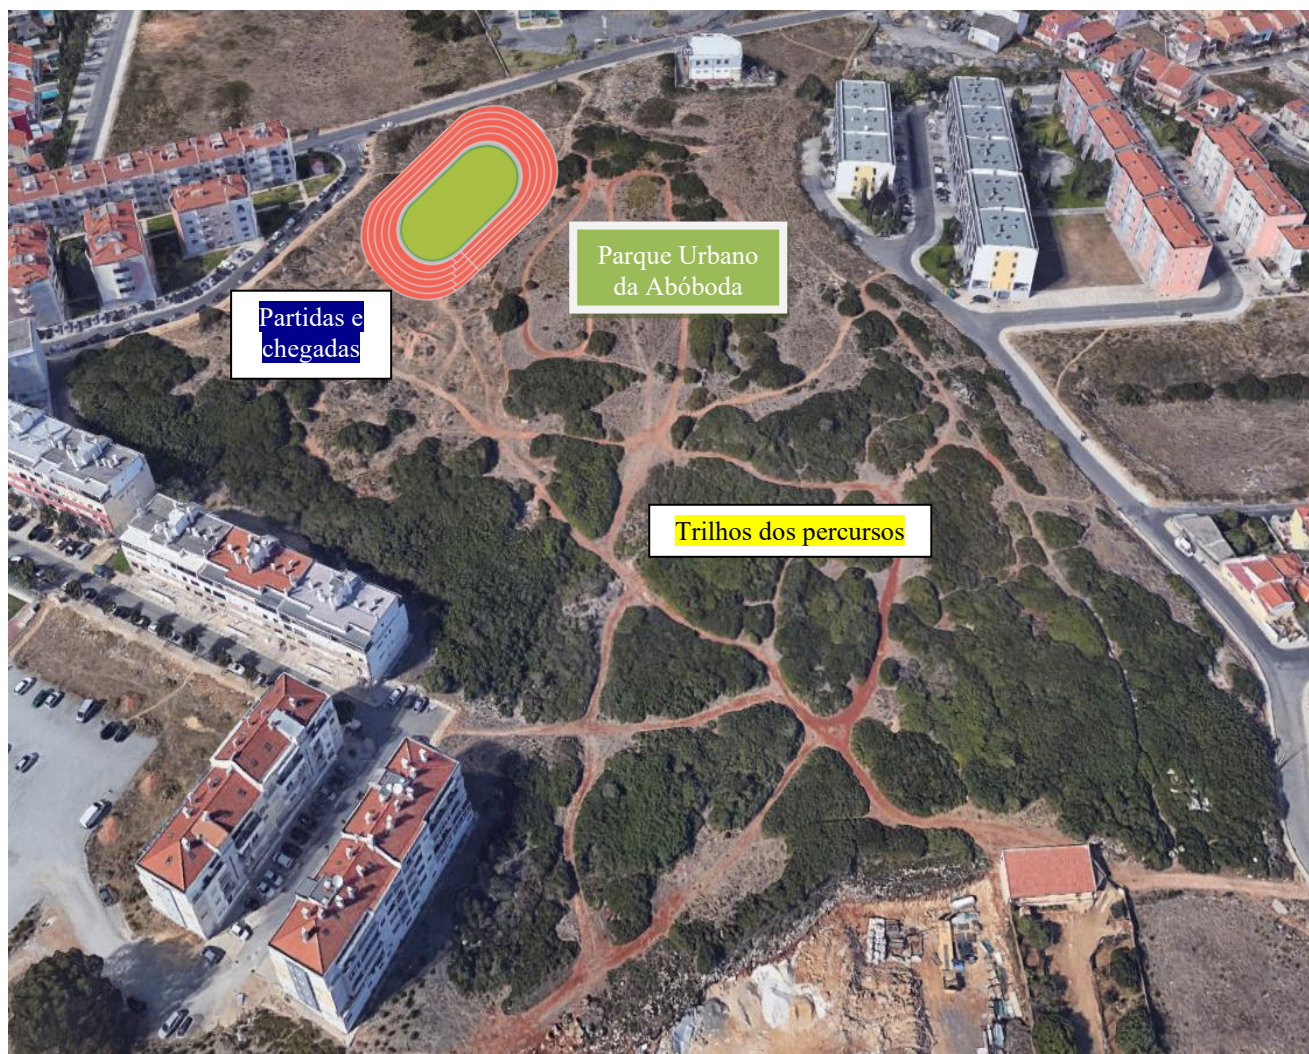 Parque Urbano
da Abóboda
Partidas e
chegadas
Trilhos dos percursos